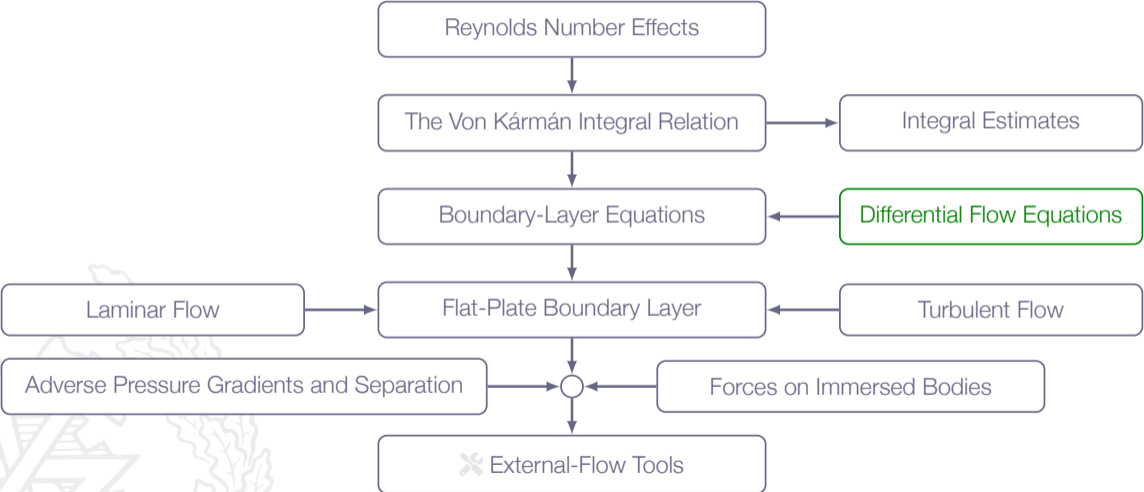 Reynolds Number Effects
The Von Kármán Integral Relation
Integral Estimates
Boundary-Layer Equations
Differential Flow Equations
Laminar Flow
Flat-Plate Boundary Layer
Turbulent Flow
Adverse Pressure Gradients and Separation
Forces on Immersed Bodies
External-Flow Tools